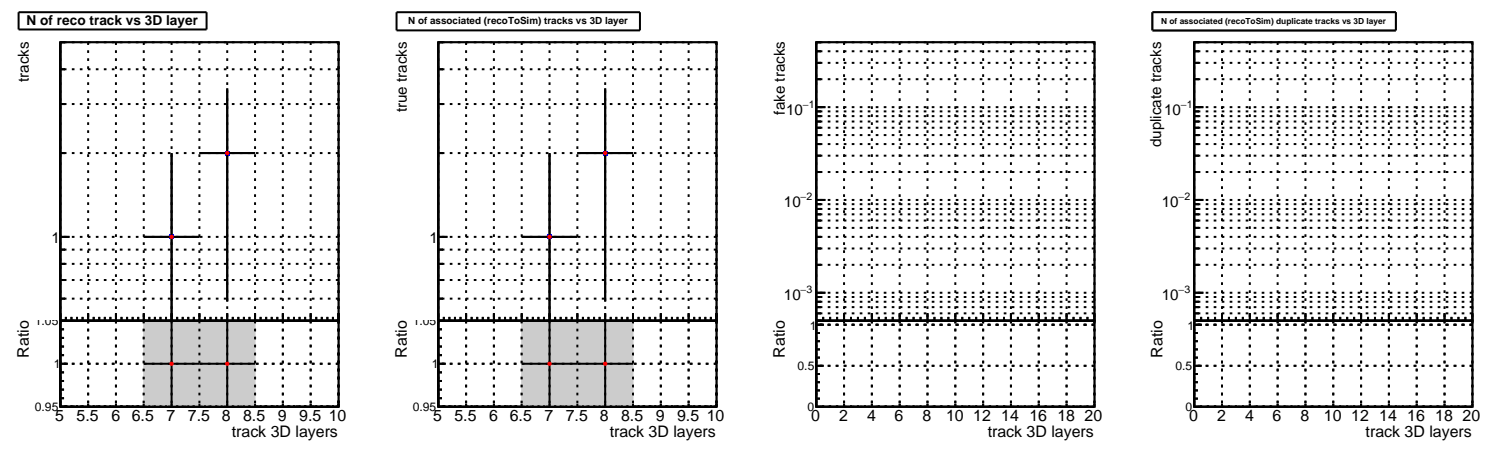 N of reco track vs 3D layer
tracks
1
Ratio
1.05
1
0.95
5 5.5 6 6.5 7 7.5 8 8.5 9 9.5 10
track 3D layers
N of associated (recoToSim) tracks vs 3D layer
true tracks
1
Ratio
1.05
1
0.95
5 5.5 6 6.5 7 7.5 8 8.5 9 9.5 10
track 3D layers
fake tracks
10⁻¹
10⁻²
10⁻³
Ratio
1
0.5
0
0 2 4 6 8 10 12 14 16 18 20
track 3D layers
N of associated (recoToSim) duplicate tracks vs 3D layer
duplicate tracks
10⁻¹
10⁻²
10⁻³
Ratio
1
0.5
0
0 2 4 6 8 10 12 14 16 18 20
track 3D layers